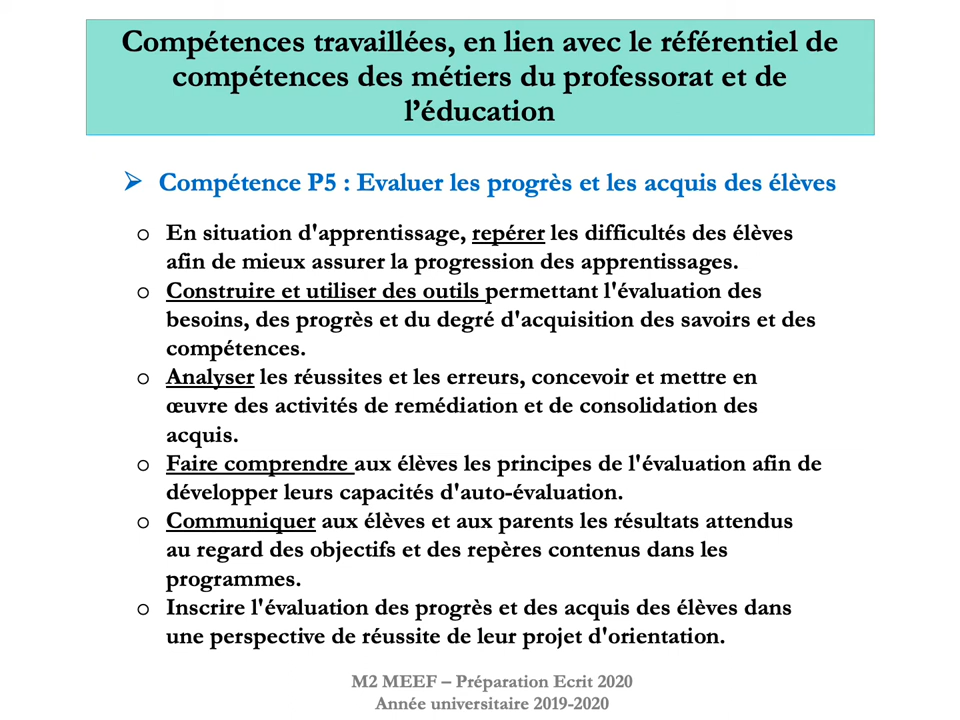 Compétences travaillées, en lien avec le référentiel de
compétences des métiers du professorat et de
l’éducation
➢ Compétence P5 : Evaluer les progrès et les acquis des élèves
o En situation d'apprentissage, repérer les difficultés des élèves
afin de mieux assurer la progression des apprentissages.
o Construire et utiliser des outils permettant l'évaluation des
besoins, des progrès et du degré d'acquisition des savoirs et des
compétences.
o Analyser les réussites et les erreurs, concevoir et mettre en
œuvre des activités de remédiation et de consolidation des
acquis.
o Faire comprendre aux élèves les principes de l'évaluation afin de
développer leurs capacités d'auto-évaluation.
o Communiquer aux élèves et aux parents les résultats attendus
au regard des objectifs et des repères contenus dans les
programmes.
o Inscrire l'évaluation des progrès et des acquis des élèves dans
une perspective de réussite de leur projet d'orientation.
M2 MEEF – Préparation Ecrit 2020
Année universitaire 2019-2020